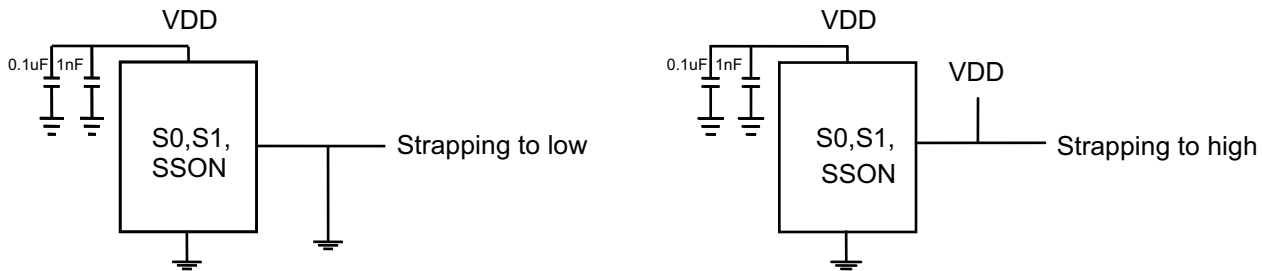 VDD
0.1uF 1nF
S0,S1,
SSON
Strapping to low
VDD
0.1uF 1nF
VDD
S0,S1,
SSON
Strapping to high